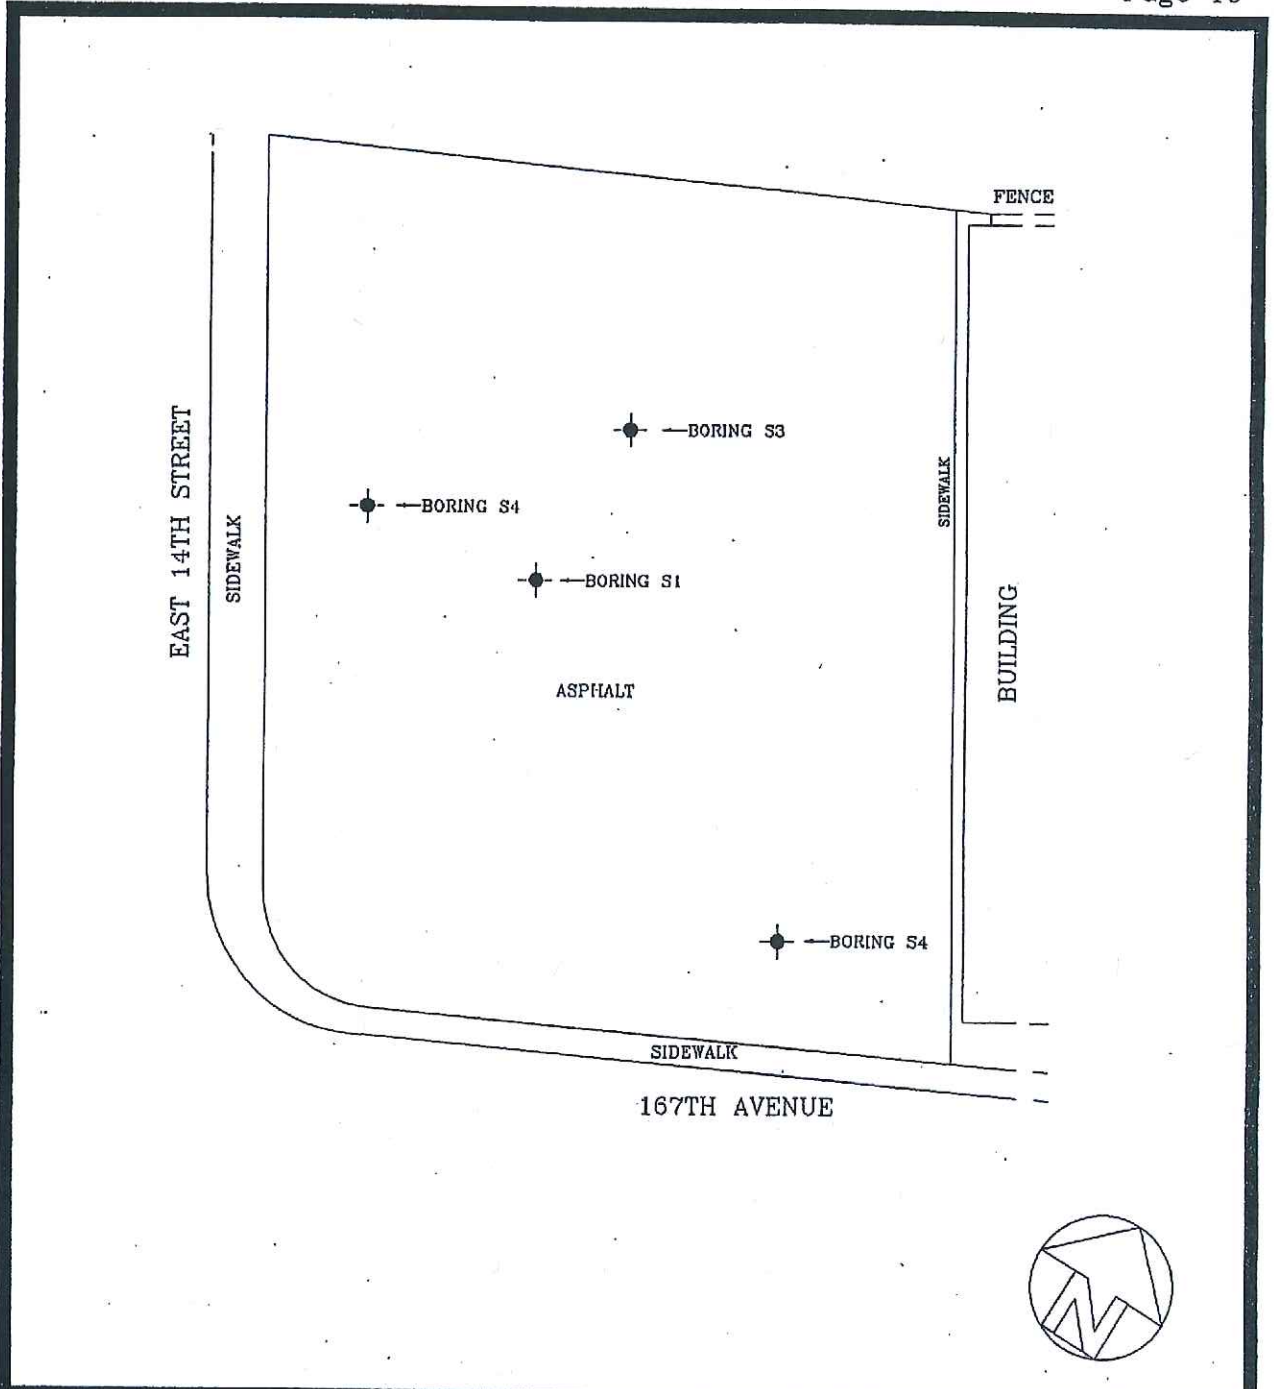 FENCE
BORING S3
SIDEWALK
EAST 14TH STREET
BORING S4
SIDEWALK
BORING S1
BUILDING
ASPHALT
BORING S4
SIDEWALK
167TH AVENUE
N